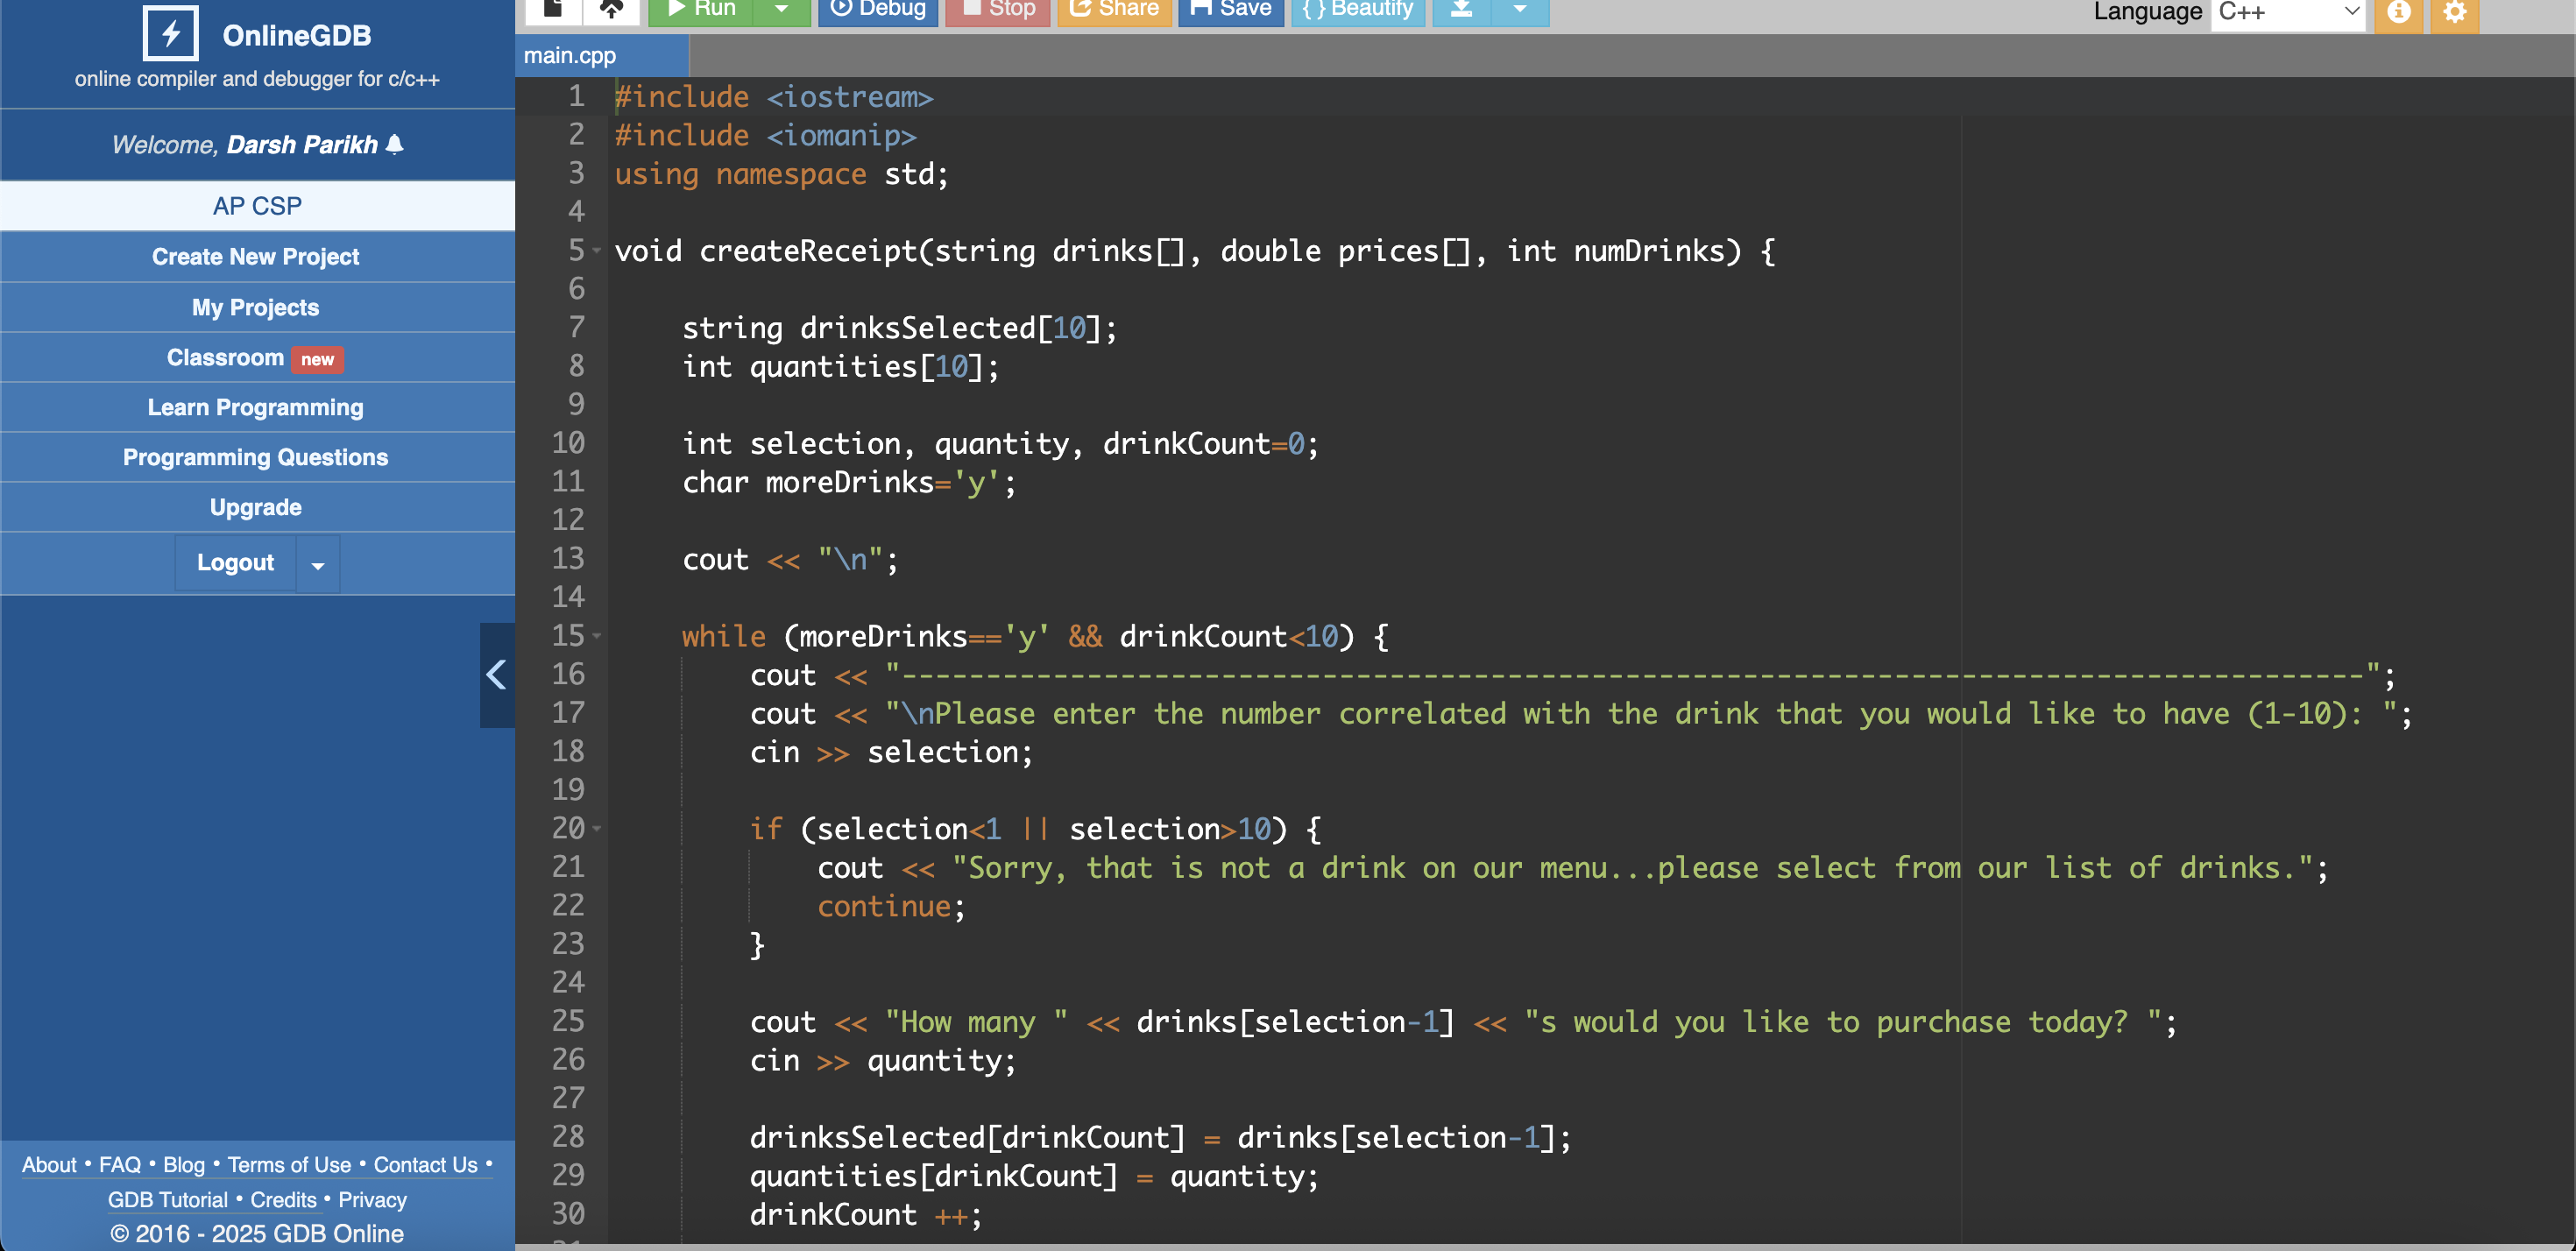 OnlineGDB
online compiler and debugger for c/c++
Welcome, Darsh Parikh
AP CSP
Create New Project
My Projects
Classroom new
Learn Programming
Programming Questions
Upgrade
Logout
About • FAQ • Blog • Terms of Use • Contact Us •
GDB Tutorial • Credits • Privacy
© 2016 - 2025 GDB Online
Run Debug Stop Share Save {} Beautify Language C++
main.cpp
1 #include <iostream>
2 #include <iomanip>
3 using namespace std;
4
5 void createReceipt(string drinks[], double prices[], int numDrinks) {
6
7 string drinksSelected[10];
8 int quantities[10];
9
10 int selection, quantity, drinkCount=0;
11 char moreDrinks='y';
12
13 cout << "\n";
14
15 while (moreDrinks=='y' && drinkCount<10) {
16 cout << "---------------------------------------------------------------------------------------";
17 cout << "\nPlease enter the number correlated with the drink that you would like to have (1-10): ";
18 cin >> selection;
19
20 if (selection<1 || selection>10) {
21 cout << "Sorry, that is not a drink on our menu...please select from our list of drinks.";
22 continue;
23 }
24
25 cout << "How many " << drinks[selection-1] << "s would you like to purchase today? ";
26 cin >> quantity;
27
28 drinksSelected[drinkCount] = drinks[selection-1];
29 quantities[drinkCount] = quantity;
30 drinkCount ++;